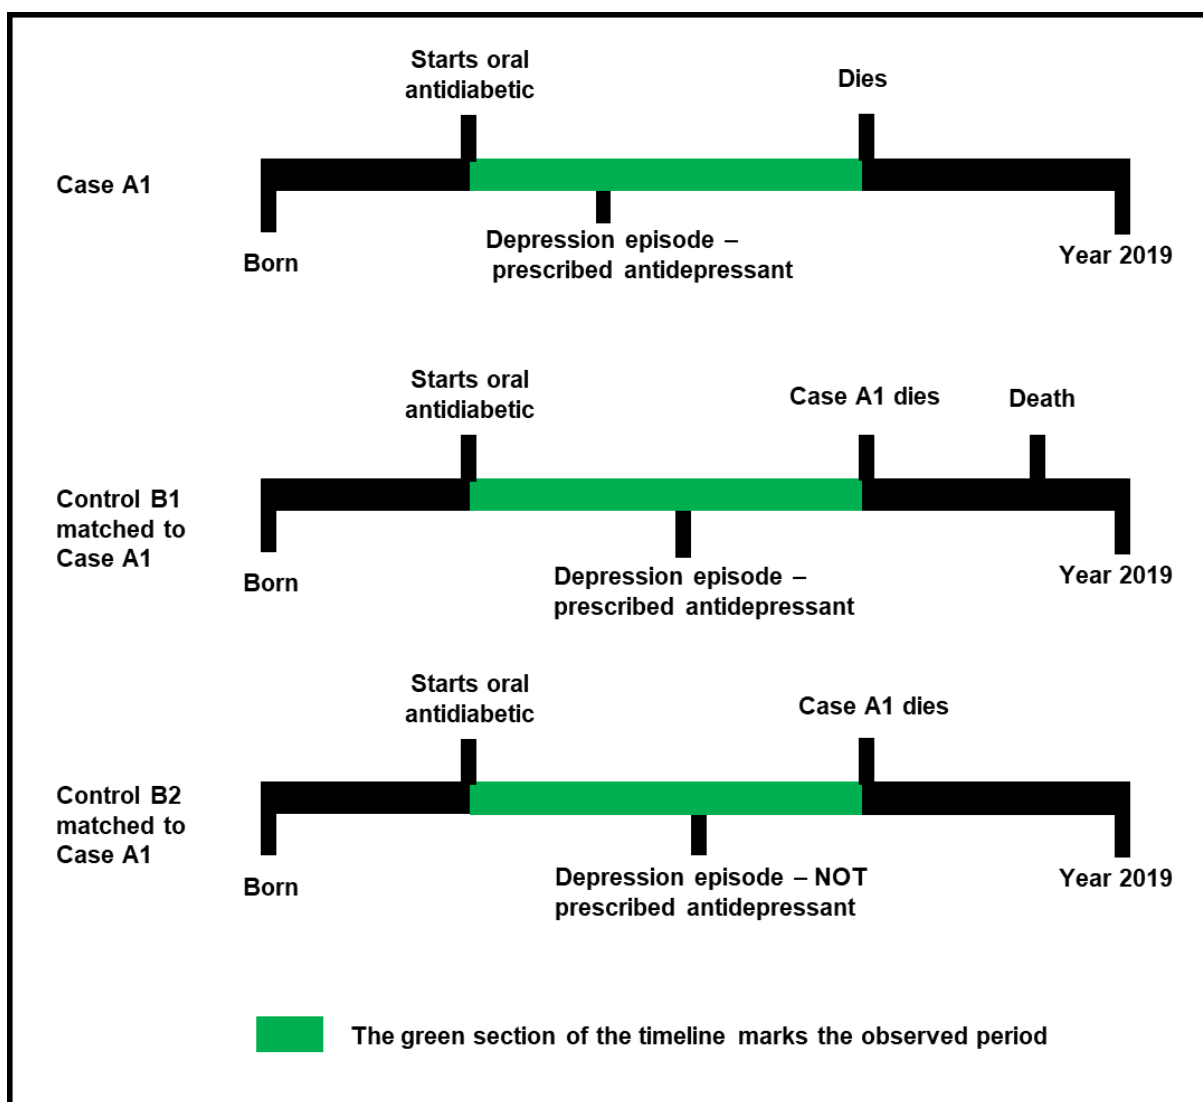 Starts oral
antidiabetic
Dies
Case A1
Depression episode –
prescribed antidepressant
Born
Year 2019
Starts oral
antidiabetic
Case A1 dies
Death
Control B1
matched to
Case A1
Born
Depression episode –
prescribed antidepressant
Year 2019
Starts oral
antidiabetic
Case A1 dies
Control B2
matched to
Case A1
Born
Depression episode – NOT
prescribed antidepressant
Year 2019
The green section of the timeline marks the observed period